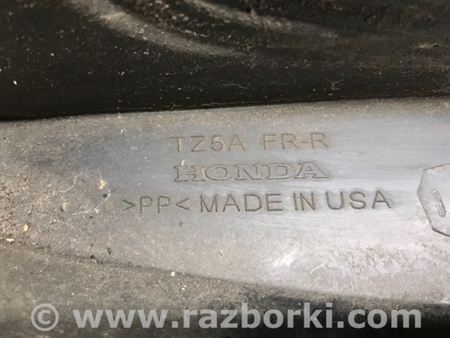 TZ5A FR-R
HONDA
>PP< MADE IN USA
www.razborki.com